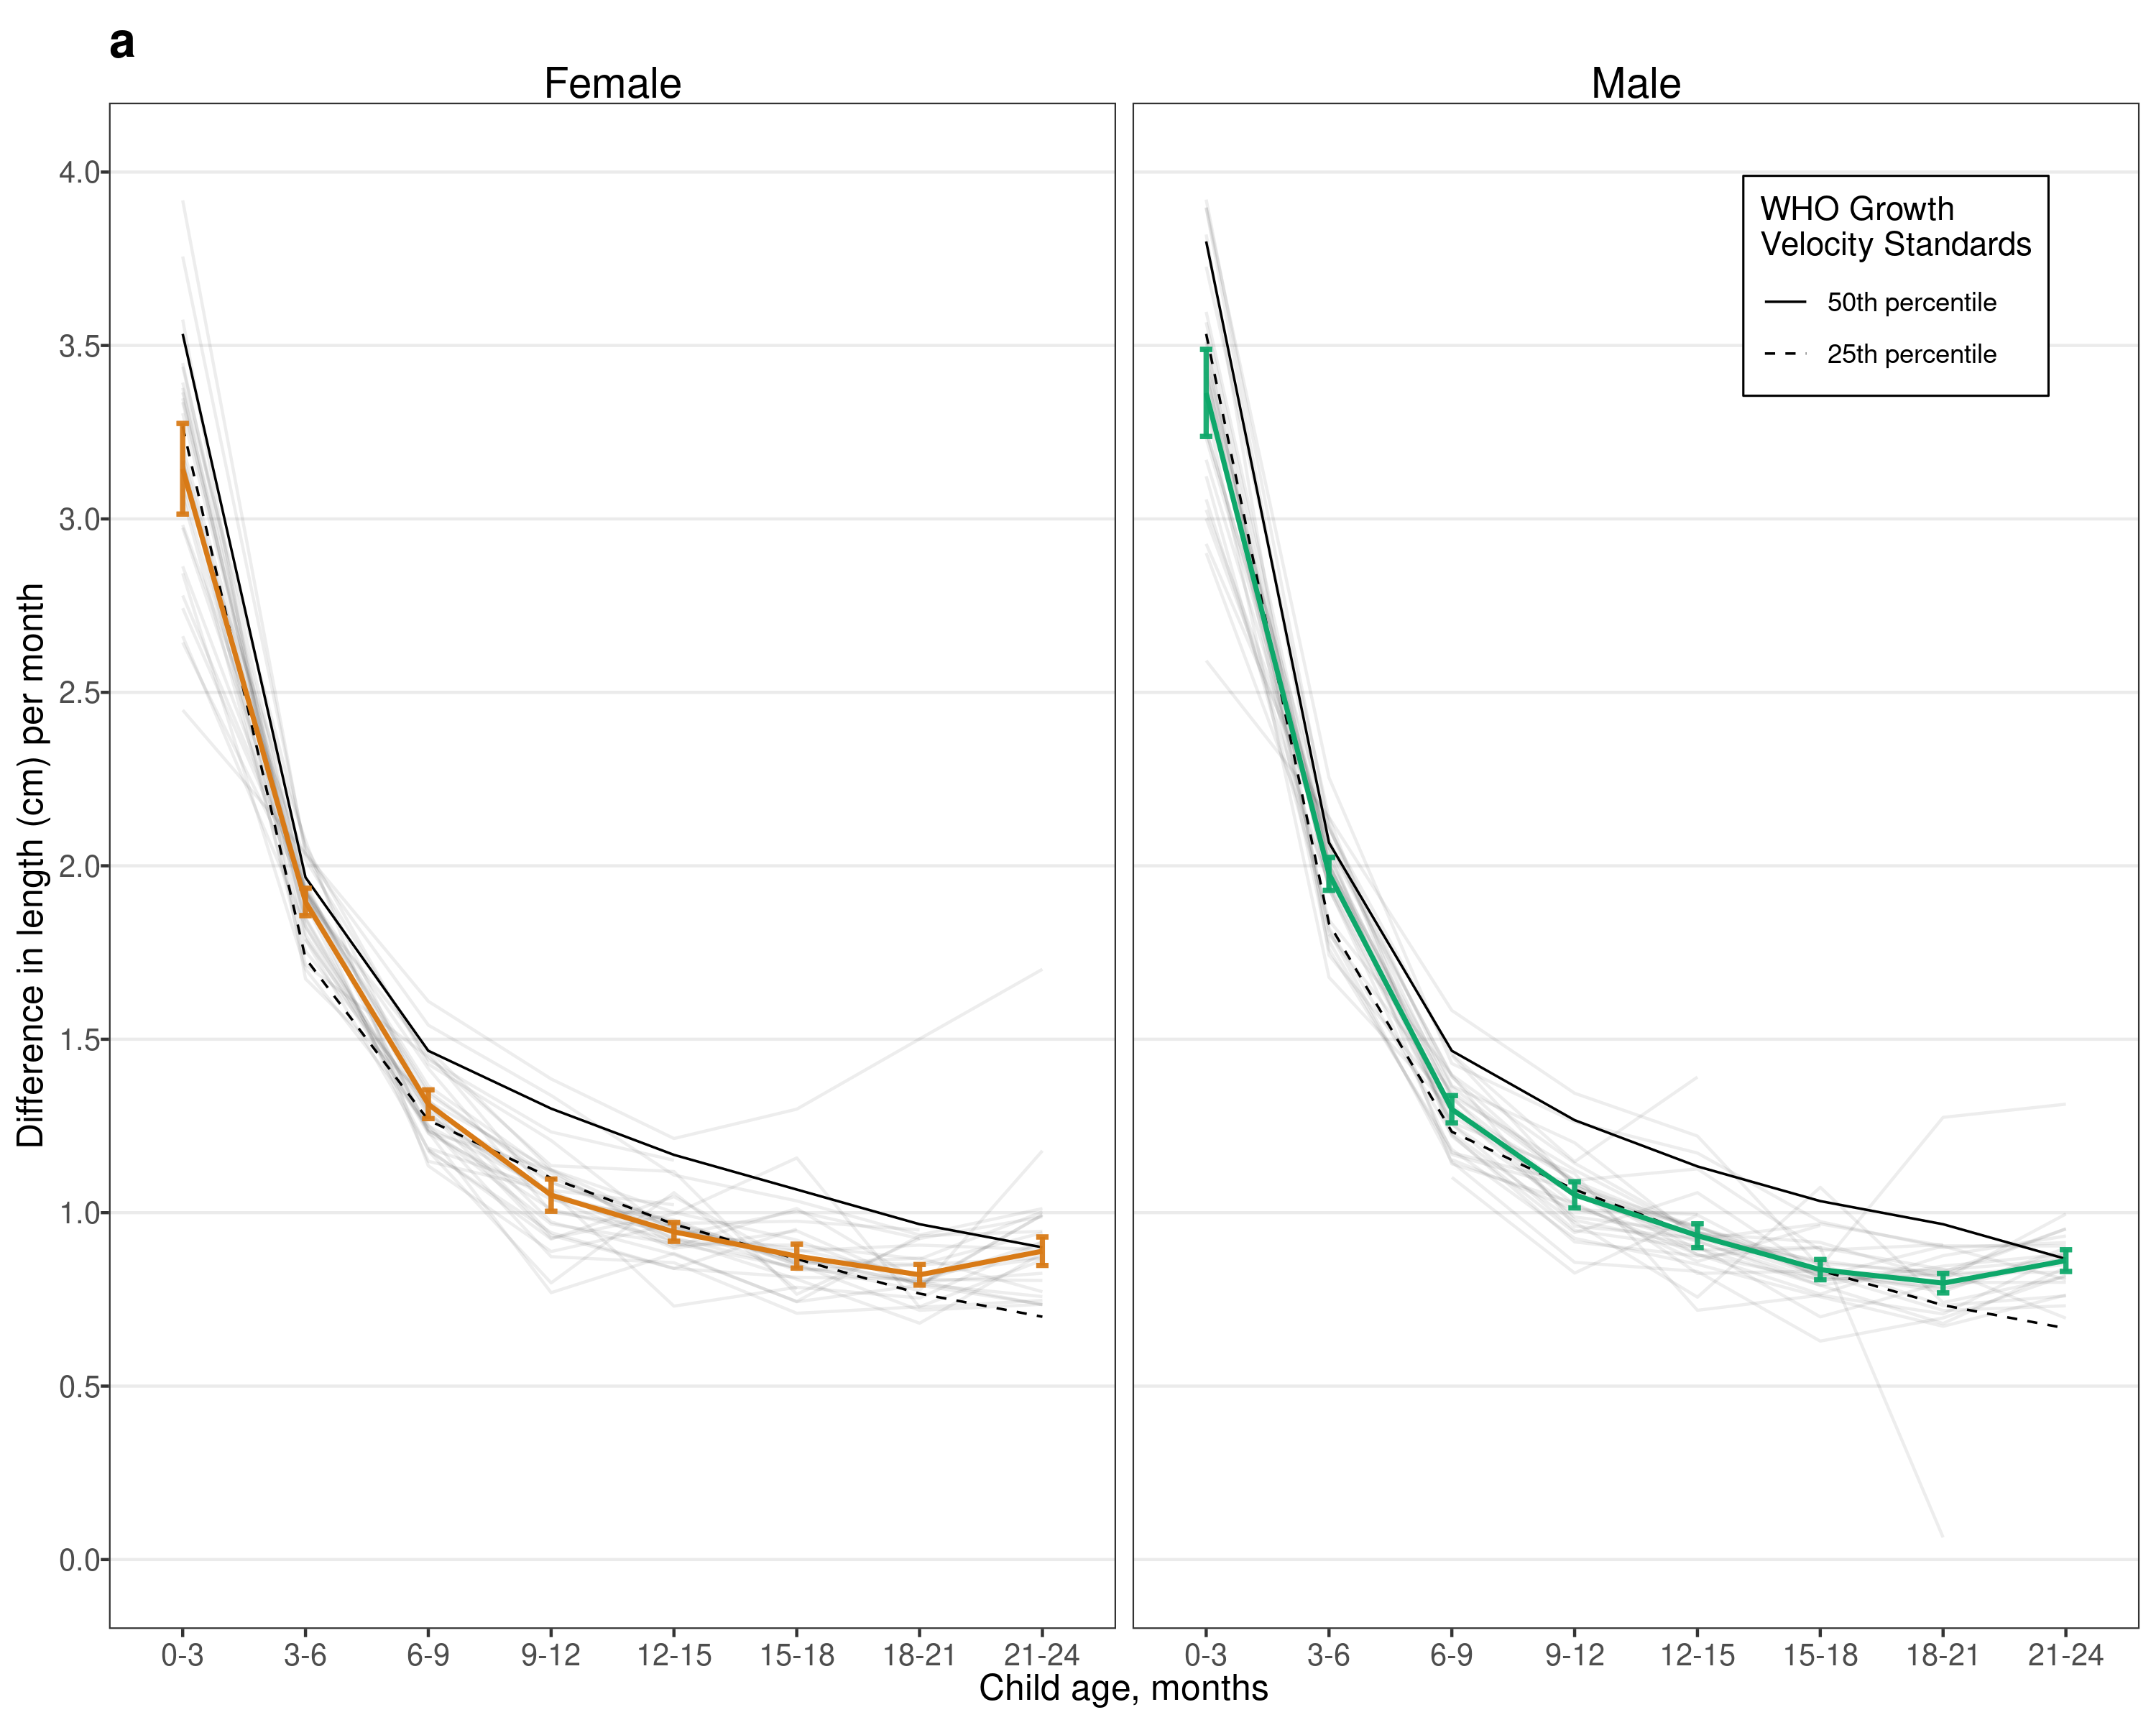 a
Female
Male
4.0
3.5
3.0
2.5
2.0
1.5
1.0
0.5
0.0
Difference in length (cm) per month
WHO Growth
Velocity Standards
50th percentile
25th percentile
0-3 3-6 6-9 9-12 12-15 15-18 18-21 21-24
0-3 3-6 6-9 9-12 12-15 15-18 18-21 21-24
Child age, months